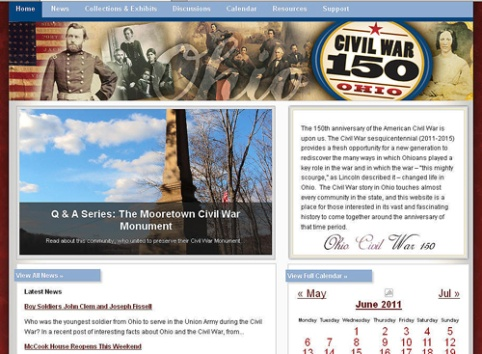 Home News Collections & Exhibits Discussions Calendar Resources Support
Ohio
CIVIL WAR
150
OHIO
Q & A Series: The Mooretown Civil War
Monument
Read about this community, who united to preserve their Civil War Monument.
The 150th anniversary of the American Civil War is
upon us. The Civil War sesquicentennial (2011-2015)
provides a fresh opportunity for a new generation to
rediscover the many ways in which Ohioans played a
key role in the war and in which the war – "this mighty
scourge," as Lincoln described it – changed life in
Ohio. The Civil War story in Ohio touches almost
every community in the state, and this website is a
place for those interested in its vast and fascinating
history to come together around the anniversary of
that time period.
Ohio Civil War 150
View All News »
Latest News
Boy Soldiers John Clem and Joseph Fissell
Who was the youngest soldier from Ohio to serve in the Union Army during the Civil
War? In a recent post of interesting facts about Ohio and the Civil War, from...
McCook House Reopens This Weekend
View Full Calendar »
« May Jul »
June 2011
Monday Tuesday Wednesday Thursday Friday Saturday Sunday
1 2 3 4 5
6 7 8 9 10 11 12
13 14 15 16 17 18 19